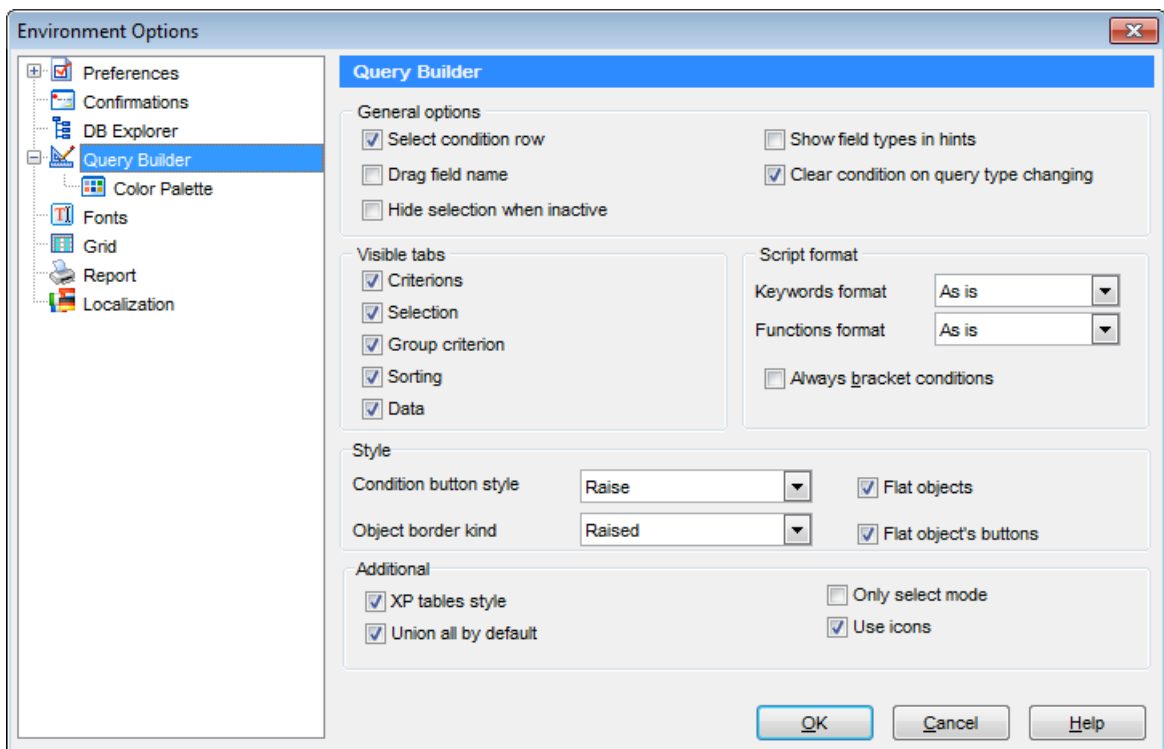 Environment Options
Preferences
Confirmations
DB Explorer
Query Builder
Color Palette
Fonts
Grid
Report
Localization
Query Builder
General options
Select condition row
Show field types in hints
Drag field name
Clear condition on query type changing
Hide selection when inactive
Visible tabs
Criterions
Selection
Group criterion
Sorting
Data
Script format
Keywords format As is
Functions format As is
Always bracket conditions
Style
Condition button style Raise
Flat objects
Object border kind Raised
Flat object's buttons
Additional
XP tables style
Only select mode
Union all by default
Use icons
OK Cancel Help